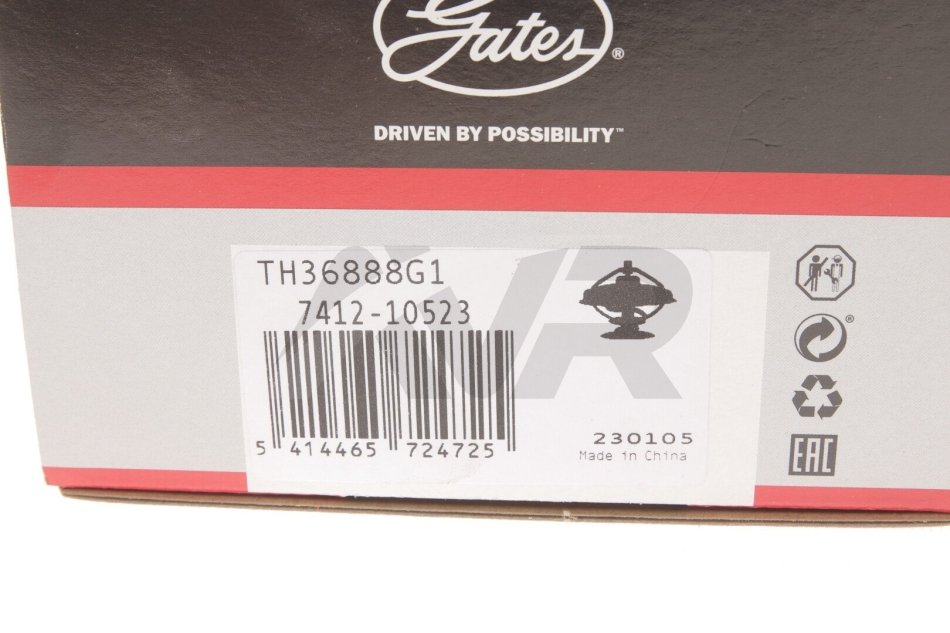 Gates®
DRIVEN BY POSSIBILITY™
TH36888G1
7412-10523
5 414465 724725
230105
Made in China
®
EAC